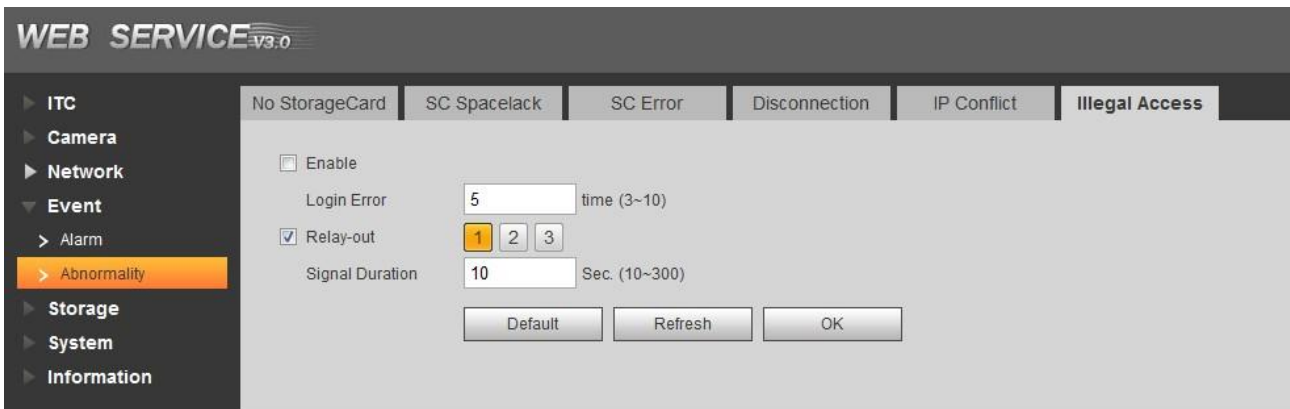 WEB SERVICE V3.0
ITC
Camera
Network
Event
> Alarm
> Abnormality
Storage
System
Information
No StorageCard SC Spacelack SC Error Disconnection IP Conflict Illegal Access
Enable
Login Error 5 time (3~10)
Relay-out 1 2 3
Signal Duration 10 Sec. (10~300)
Default Refresh OK